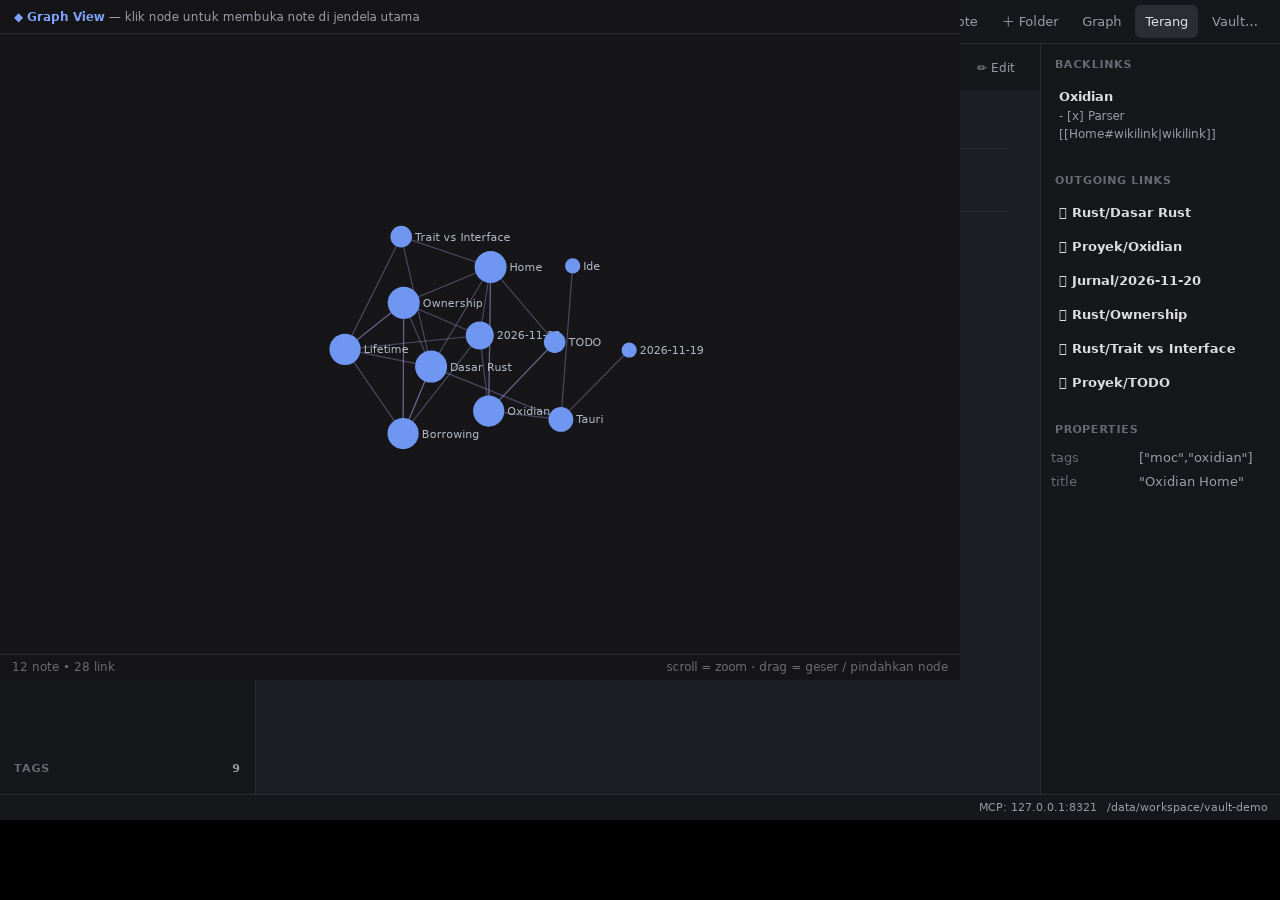 ◆ Graph View — klik node untuk membuka note di jendela utama
ote
+ Folder
Graph
Terang
Vault…
✏ Edit
Trait vs Interface
Home
Ide
Ownership
2026-11-
TODO
Lifetime
2026-11-19
Dasar Rust
Oxidian
Tauri
Borrowing
12 note • 28 link
scroll = zoom · drag = geser / pindahkan node
BACKLINKS
Oxidian
- [x] Parser
[[Home#wikilink|wikilink]]
OUTGOING LINKS
Rust/Dasar Rust
Proyek/Oxidian
Jurnal/2026-11-20
Rust/Ownership
Rust/Trait vs Interface
Proyek/TODO
PROPERTIES
tags ["moc","oxidian"]
title "Oxidian Home"
TAGS 9
MCP: 127.0.0.1:8321 /data/workspace/vault-demo